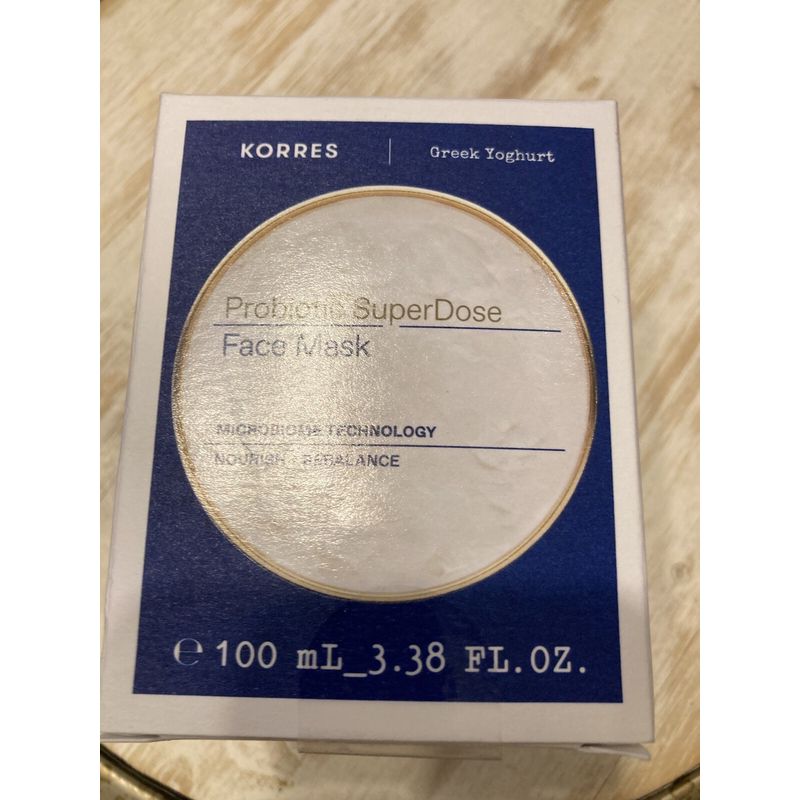 KORRES | Greek Yoghurt
Probiotic SuperDose
Face Mask
MICROBIOME TECHNOLOGY
NOURISH REBALANCE
℮ 100 mL_3.38 FL.OZ.